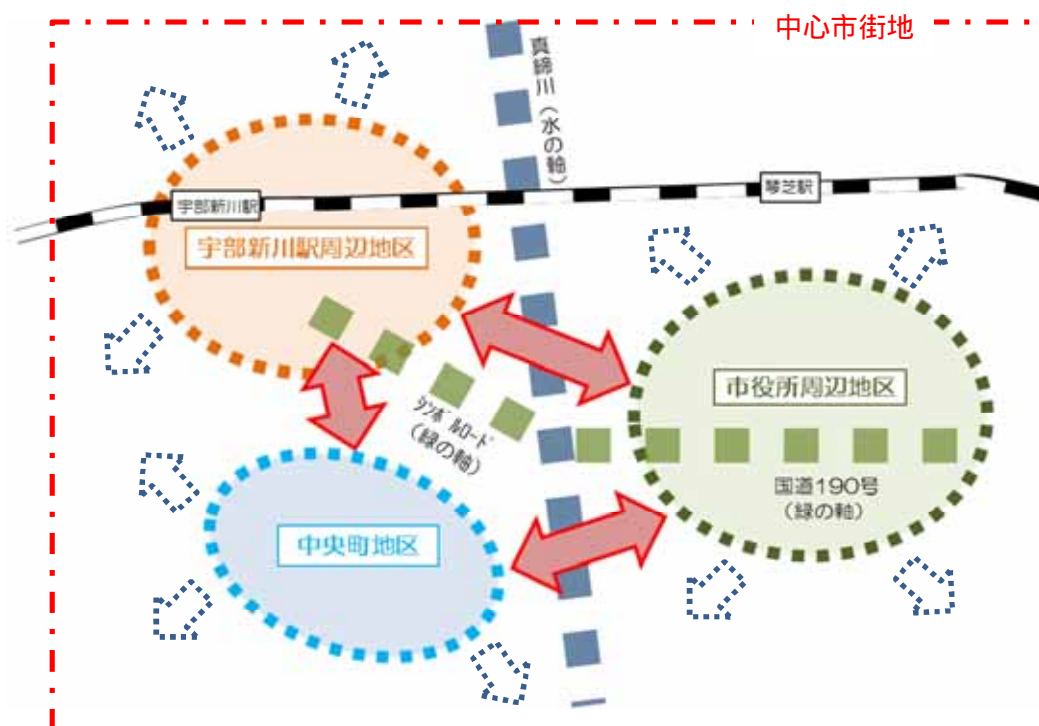 中心市街地
真締川（水の軸）
琴芝駅
宇部新川駅
宇部新川駅周辺地区
市役所周辺地区
シンボルロード
（緑の軸）
国道190号
（緑の軸）
中央町地区